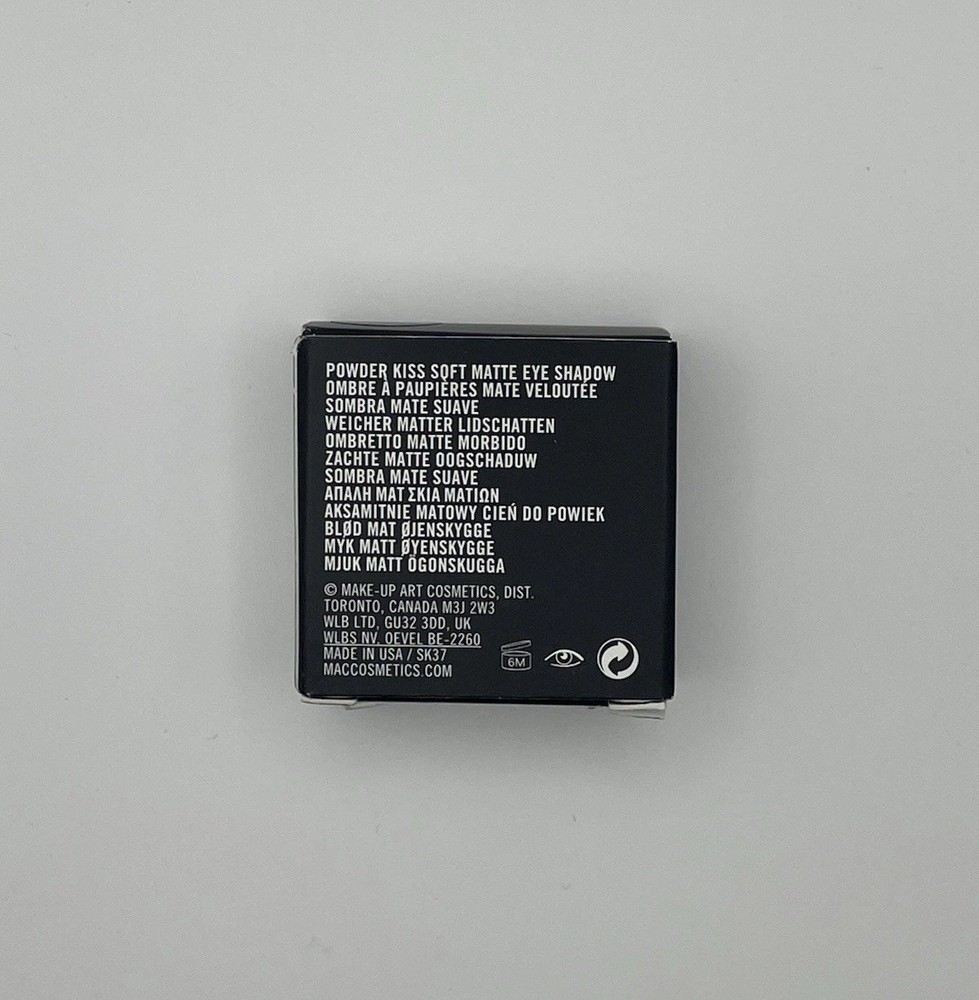 POWDER KISS SOFT MATTE EYE SHADOW
OMBRE À PAUPIÈRES MATE VELOUTÉE
SOMBRA MATE SUAVE
WEICHER MATTER LIDSCHATTEN
OMBRETTO MATTE MORBIDO
ZACHTE MATTE OOGSCHADUW
SOMBRA MATE SUAVE
ΑΠΑΛΗ ΜΑΤ ΣΚΙΑ ΜΑΤΙΩΝ
AKSAMITNIE MATOWY CIEŃ DO POWIEK
BLØD MAT ØJENSKYGGE
MYK MATT ØYENSKYGGE
MJUK MATT ÖGONSKUGGA
© MAKE-UP ART COSMETICS, DIST.
TORONTO, CANADA M3J 2W3
WLB LTD, GU32 3DD, UK
WLBS NV, OEVEL BE-2260
MADE IN USA / SK37
MACCOSMETICS.COM
6M